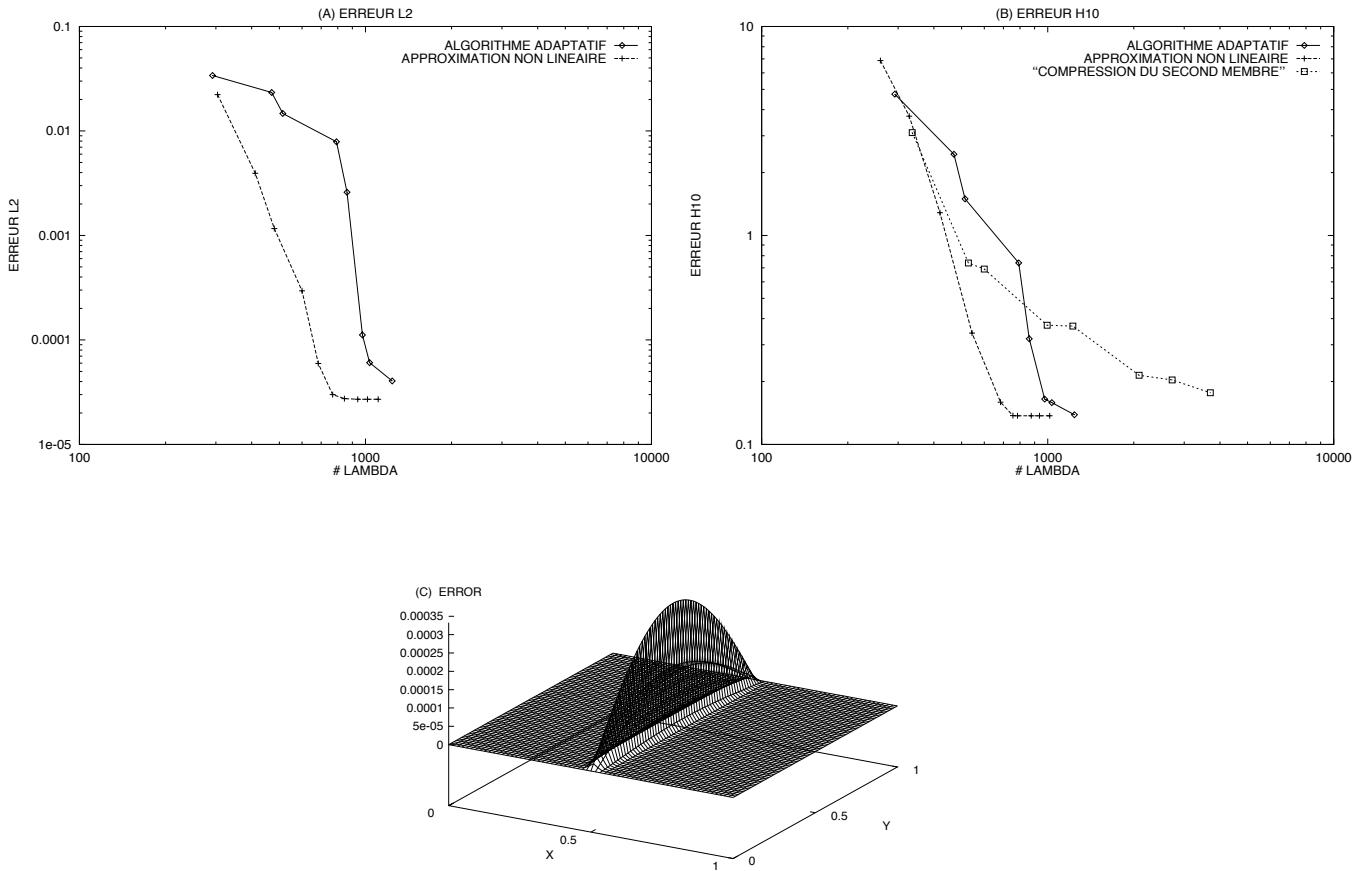 (A) ERREUR L2
ALGORITHME ADAPTATIF
APPROXIMATION NON LINEAIRE
0.1
0.01
0.001
0.0001
1e-05
ERREUR L2
100
1000
10000
# LAMBDA
(B) ERREUR H10
ALGORITHME ADAPTATIF
APPROXIMATION NON LINEAIRE
“COMPRESSION DU SECOND MEMBRE”
10
1
0.1
ERREUR H10
100
1000
10000
# LAMBDA
(C) ERROR
0.00035
0.0003
0.00025
0.0002
0.00015
0.0001
5e-05
0
0
0.5
1
X
0
0.5
1
Y